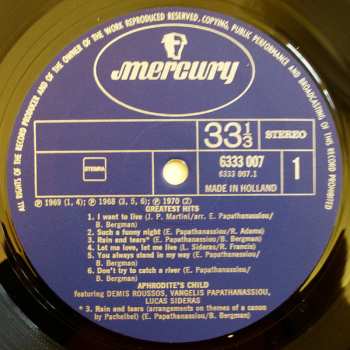 ALL RIGHTS OF THE RECORD PRODUCER AND OF THE OWNER OF THE WORK REPRODUCED RESERVED, COPYING, PUBLIC PERFORMANCE AND BROADCASTING OF THIS RECORD PROHIBITED
mercury
33 1/3
STEREO
STEMRA
6333 007
6333 007.1
1
MADE IN HOLLAND
℗ 1969 (1, 4); ℗ 1968 (3, 5, 6); ℗ 1970 (2)
GREATEST HITS
1. I want to live (J. P. Martini/arr. E. Papathanassiou/
B. Bergman)
2. Such a funny night (E. Papathanassiou/R. Adams)
3. Rain and tears* (E. Papathanassiou/B. Bergman)
4. Let me love, let me live (L. Sideras/R. Francis)
5. You always stand in my way (E. Papathanassiou/
B. Bergman)
6. Don't try to catch a river (E. Papathanassiou/
B. Bergman)
APHRODITE'S CHILD
featuring DEMIS ROUSSOS, VANGELIS PAPATHANASSIOU,
LUCAS SIDERAS
* 3. Rain and tears (arrangements on themes of a canon
by Pachelbel) (E. Papathanassiou/B. Bergman)